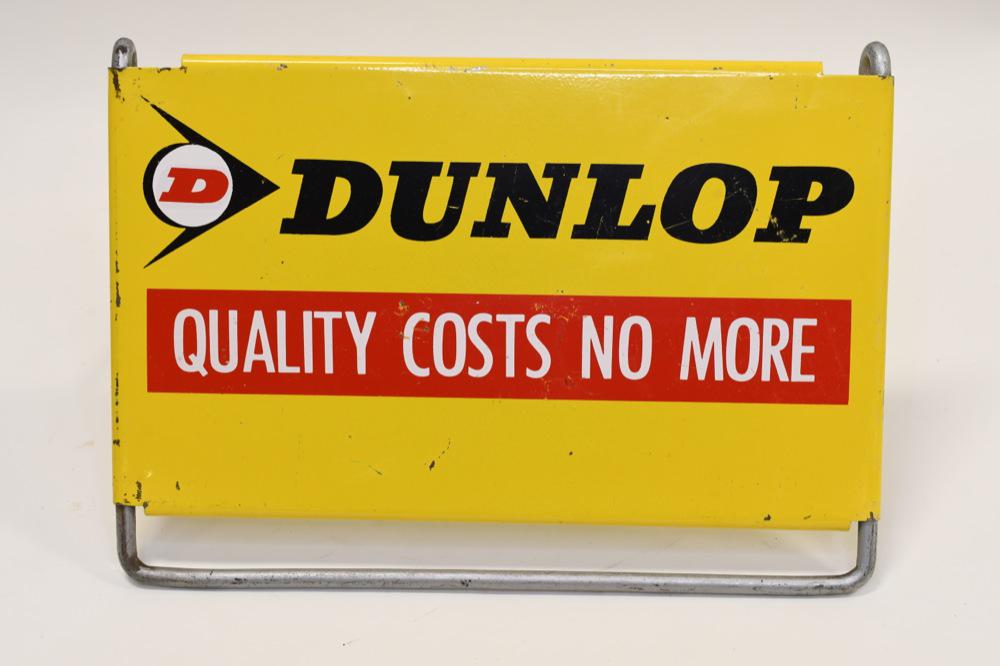 D DUNLOP
QUALITY COSTS NO MORE